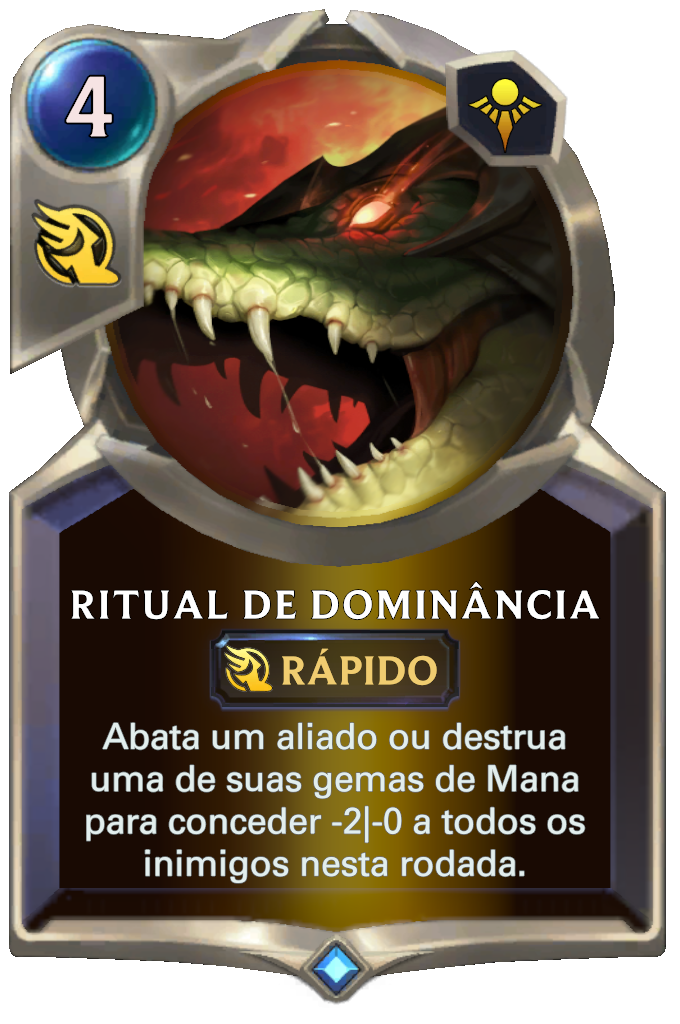 4
RITUAL DE DOMINÂNCIA
RÁPIDO
Abata um aliado ou destrua
uma de suas gemas de Mana
para conceder -2|-0 a todos os
inimigos nesta rodada.